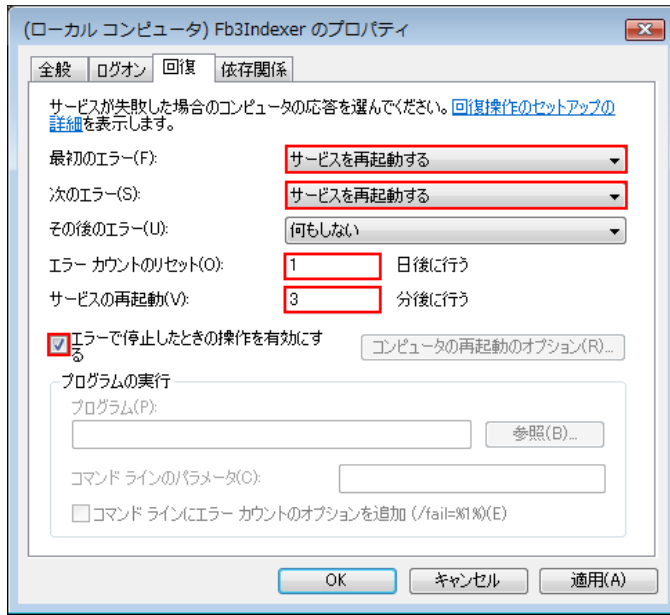 (ローカル コンピュータ) Fb3Indexer のプロパティ
全般 ログオン 回復 依存関係
サービスが失敗した場合のコンピュータの応答を選んでください。回復操作のセットアップの
詳細を表示します。
最初のエラー(F): サービスを再起動する
次のエラー(S): サービスを再起動する
その後のエラー(U): 何もしない
エラー カウントのリセット(O): 1 日後に行う
サービスの再起動(V): 3 分後に行う
エラーで停止したときの操作を有効にす
る
コンピュータの再起動のオプション(R)...
プログラムの実行
プログラム(P):
参照(B)...
コマンド ラインのパラメータ(C):
コマンド ラインにエラー カウントのオプションを追加 (/fail=%1%)(E)
OK キャンセル 適用(A)